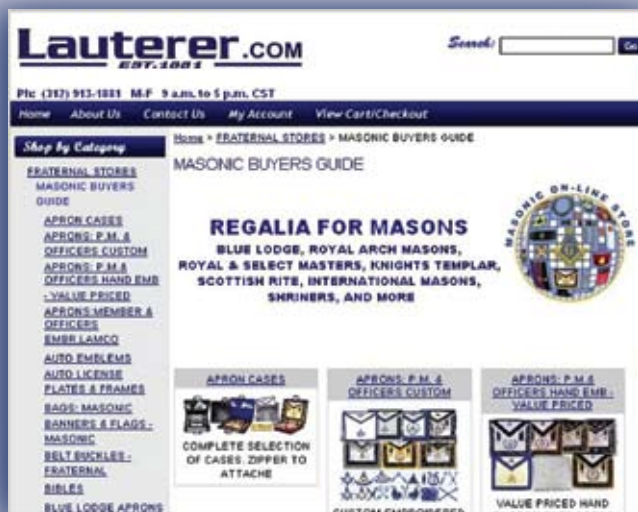 Lauterer.COM
EST.1881
Search:
Go
Ph: (312) 913-1881 M-F 9 a.m. to 5 p.m. CST
Home About Us Contact Us My Account View Cart/Checkout
Shop by Category
FRATERNAL STORES
MASONIC BUYERS
GUIDE
APRON CASES
APRONS: P.M. &
OFFICERS CUSTOM
APRONS: P.M.&
OFFICERS HAND EMB
- VALUE PRICED
APRONS:MEMBER &
OFFICERS
EMBR.LAMCO
AUTO EMBLEMS
AUTO LICENSE
PLATES & FRAMES
BAGS: MASONIC
BANNERS & FLAGS -
MASONIC
BELT BUCKLES -
FRATERNAL
BIBLES
BLUE LODGE APRONS
Home > FRATERNAL STORES > MASONIC BUYERS GUIDE
MASONIC BUYERS GUIDE
REGALIA FOR MASONS
BLUE LODGE, ROYAL ARCH MASONS,
ROYAL & SELECT MASTERS, KNIGHTS TEMPLAR,
SCOTTISH RITE, INTERNATIONAL MASONS,
SHRINERS, AND MORE
MASONIC ON-LINE STORE
APRON CASES
COMPLETE SELECTION
OF CASES. ZIPPER TO
ATTACHE
APRONS: P.M. &
OFFICERS CUSTOM
CUSTOM EMBROIDERED
APRONS: P.M.&
OFFICERS HAND EMB -
VALUE PRICED
VALUE PRICED HAND